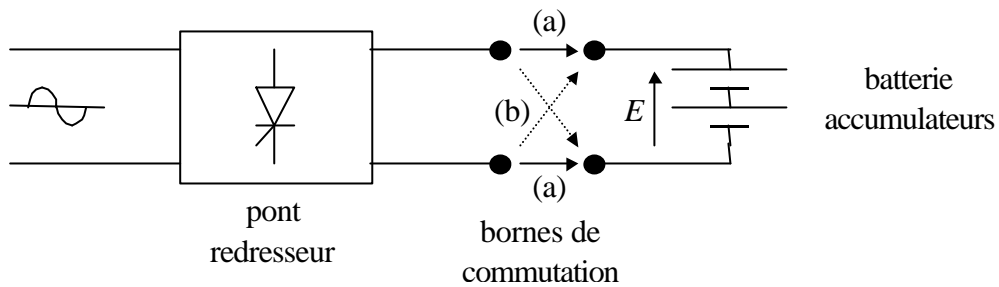 (a)
(b)
E
(a)
batterie
accumulateurs
pont
redresseur
bornes de
commutation